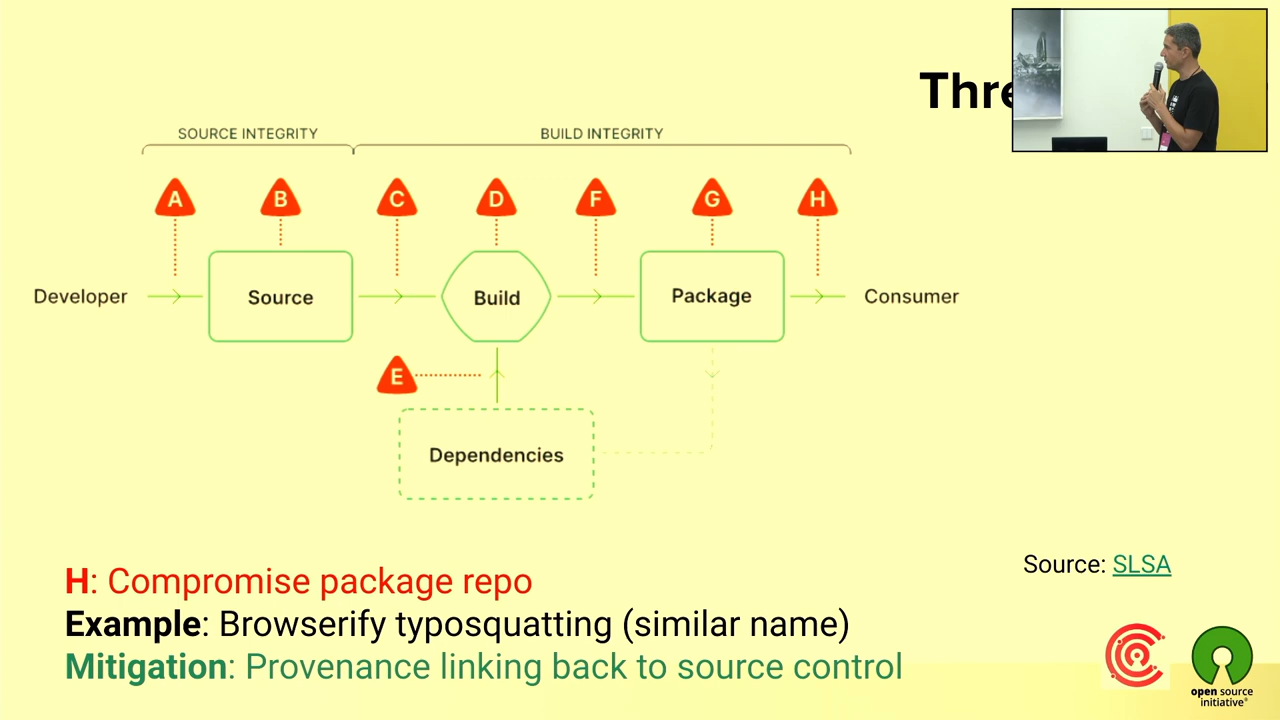 Thre
SOURCE INTEGRITY
BUILD INTEGRITY
A
B
C
D
F
G
H
Developer
Source
Build
Package
Consumer
E
Dependencies
Source: SLSA
H: Compromise package repo
Example: Browserify typosquatting (similar name)
Mitigation: Provenance linking back to source control
open source
initiative®